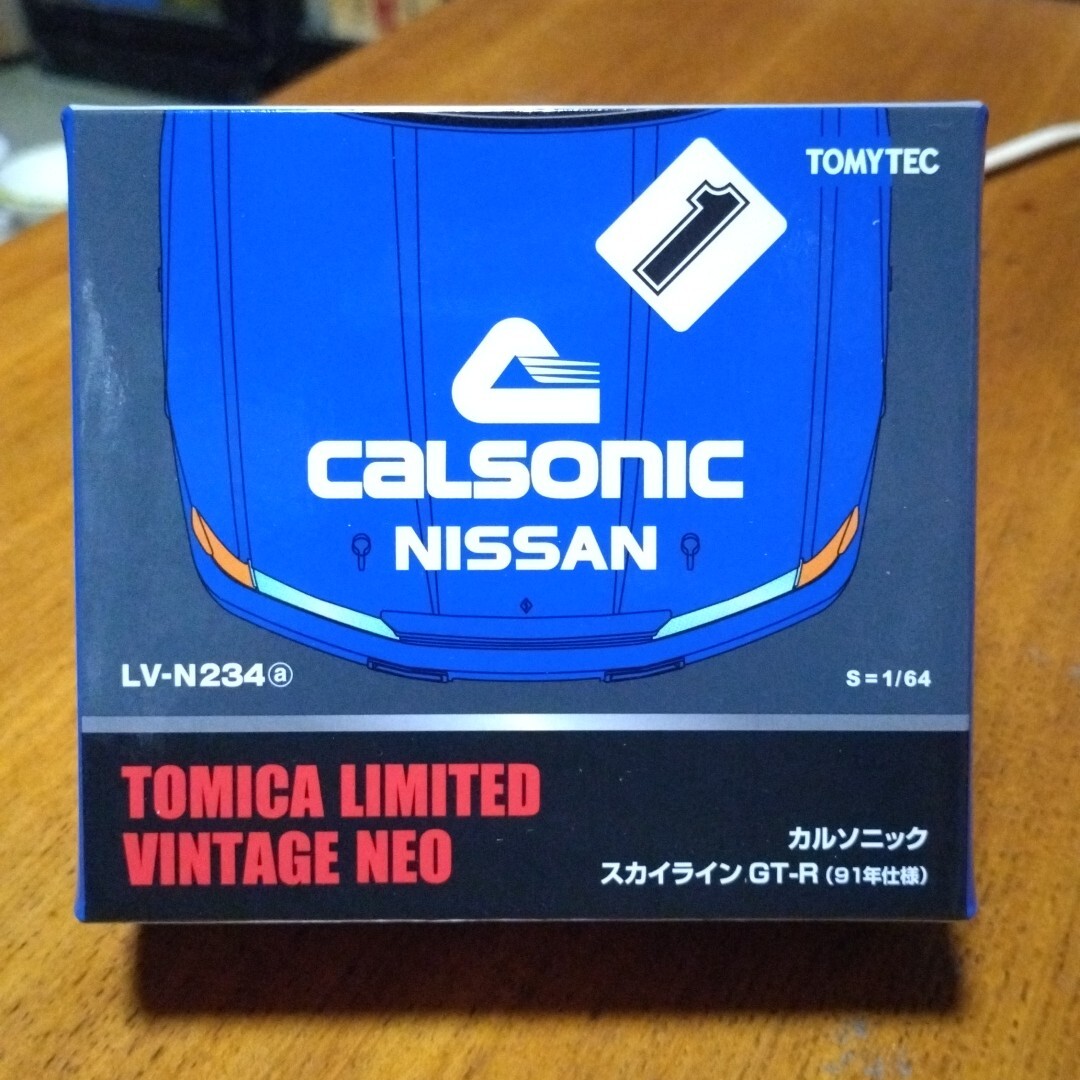 TOMYTEC
1
CALSONIC
NISSAN
LV-N234ⓐ
S=1/64
TOMICA LIMITED
VINTAGE NEO
カルソニック
スカイライン GT-R（91年仕様）